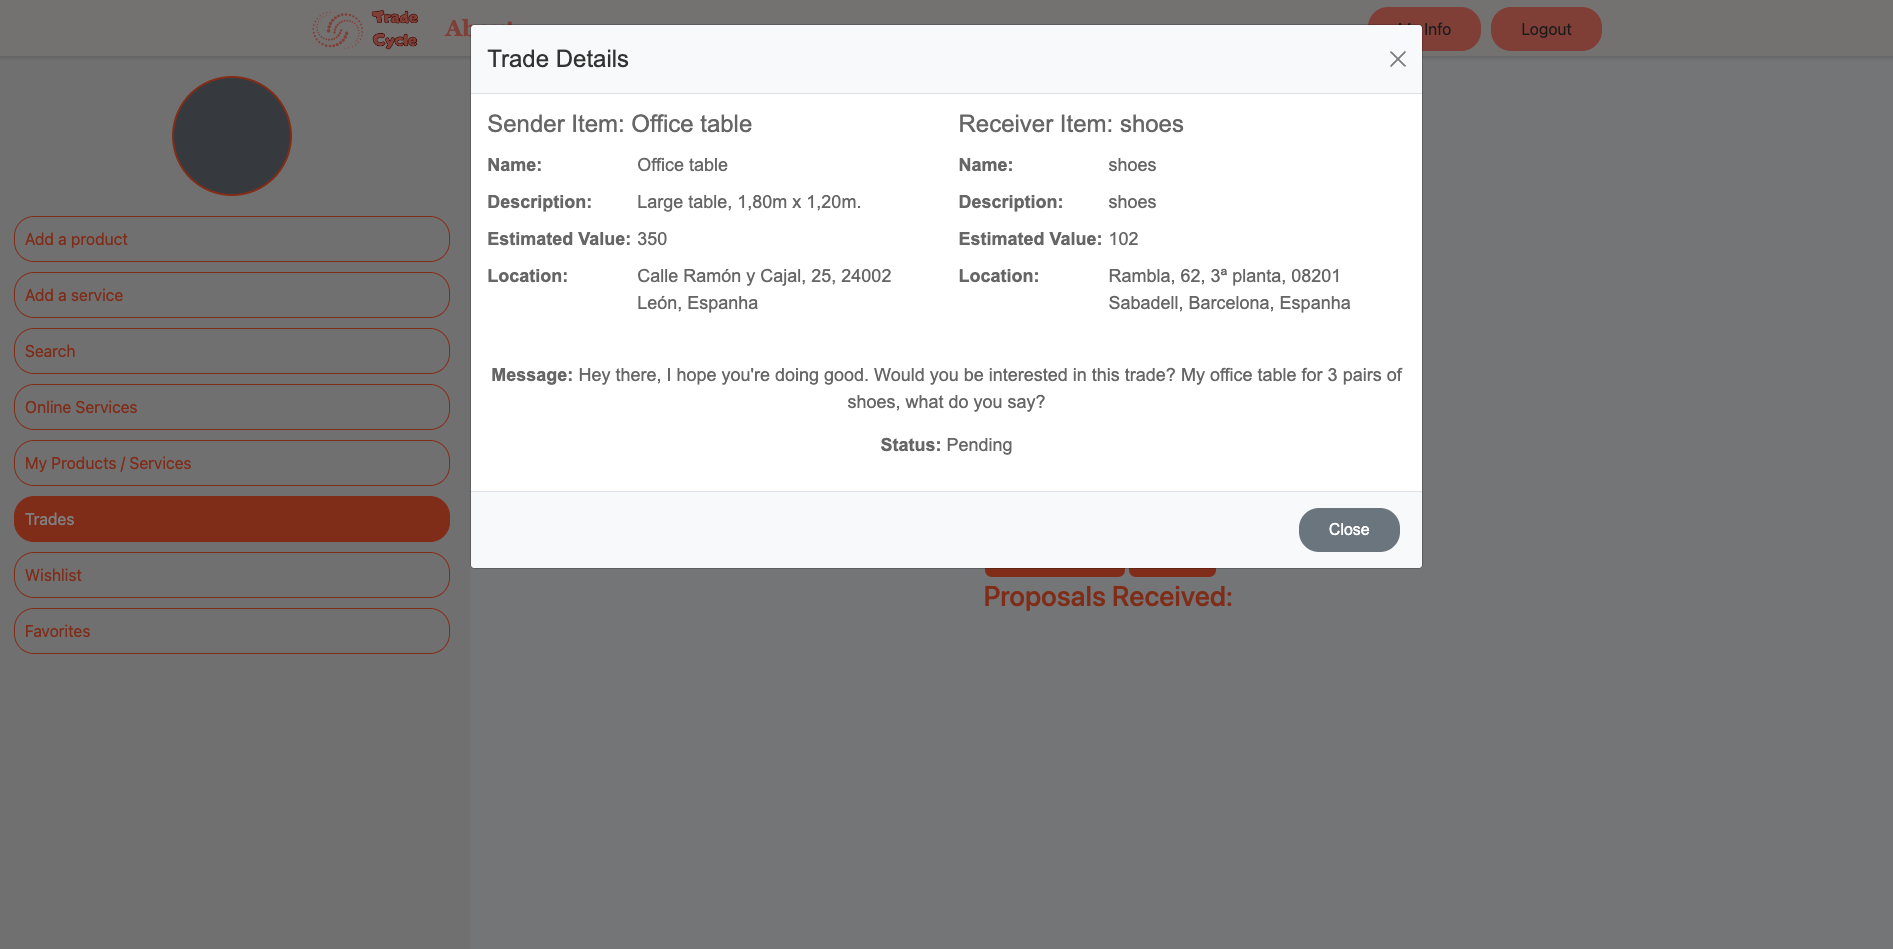 Trade
Cycle
Info
Logout
Trade Details
Sender Item: Office table
Receiver Item: shoes
Name: Office table
Name: shoes
Description: Large table, 1,80m x 1,20m.
Description: shoes
Estimated Value: 350
Estimated Value: 102
Location: Calle Ramón y Cajal, 25, 24002
León, Espanha
Location: Rambla, 62, 3ª planta, 08201
Sabadell, Barcelona, Espanha
Message: Hey there, I hope you're doing good. Would you be interested in this trade? My office table for 3 pairs of
shoes, what do you say?
Status: Pending
Close
Add a product
Add a service
Search
Online Services
My Products / Services
Trades
Wishlist
Favorites
Proposals Received: